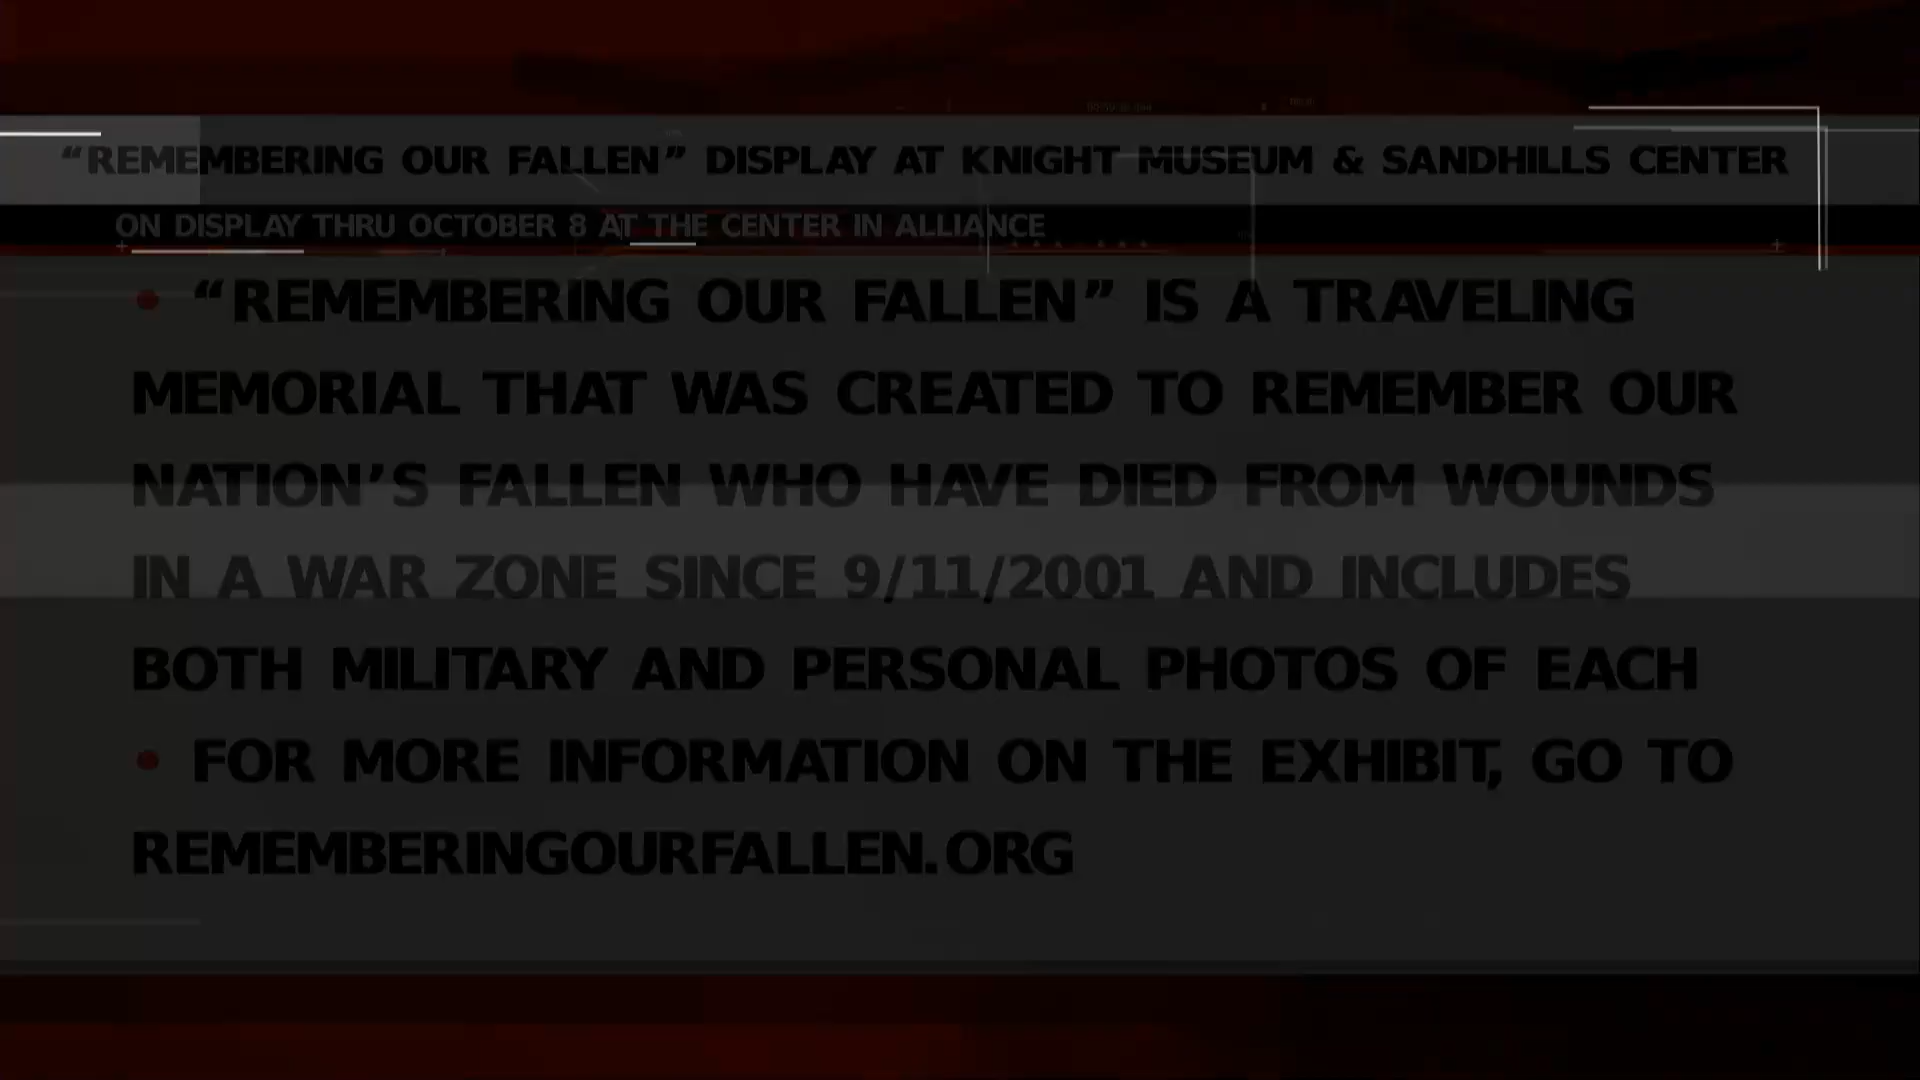 “REMEMBERING OUR FALLEN” DISPLAY AT KNIGHT MUSEUM & SANDHILLS CENTER
ON DISPLAY THRU OCTOBER 8 AT THE CENTER IN ALLIANCE
• “REMEMBERING OUR FALLEN” IS A TRAVELING
MEMORIAL THAT WAS CREATED TO REMEMBER OUR
NATION’S FALLEN WHO HAVE DIED FROM WOUNDS
IN A WAR ZONE SINCE 9/11/2001 AND INCLUDES
BOTH MILITARY AND PERSONAL PHOTOS OF EACH
• FOR MORE INFORMATION ON THE EXHIBIT, GO TO
REMEMBERINGOURFALLEN.ORG